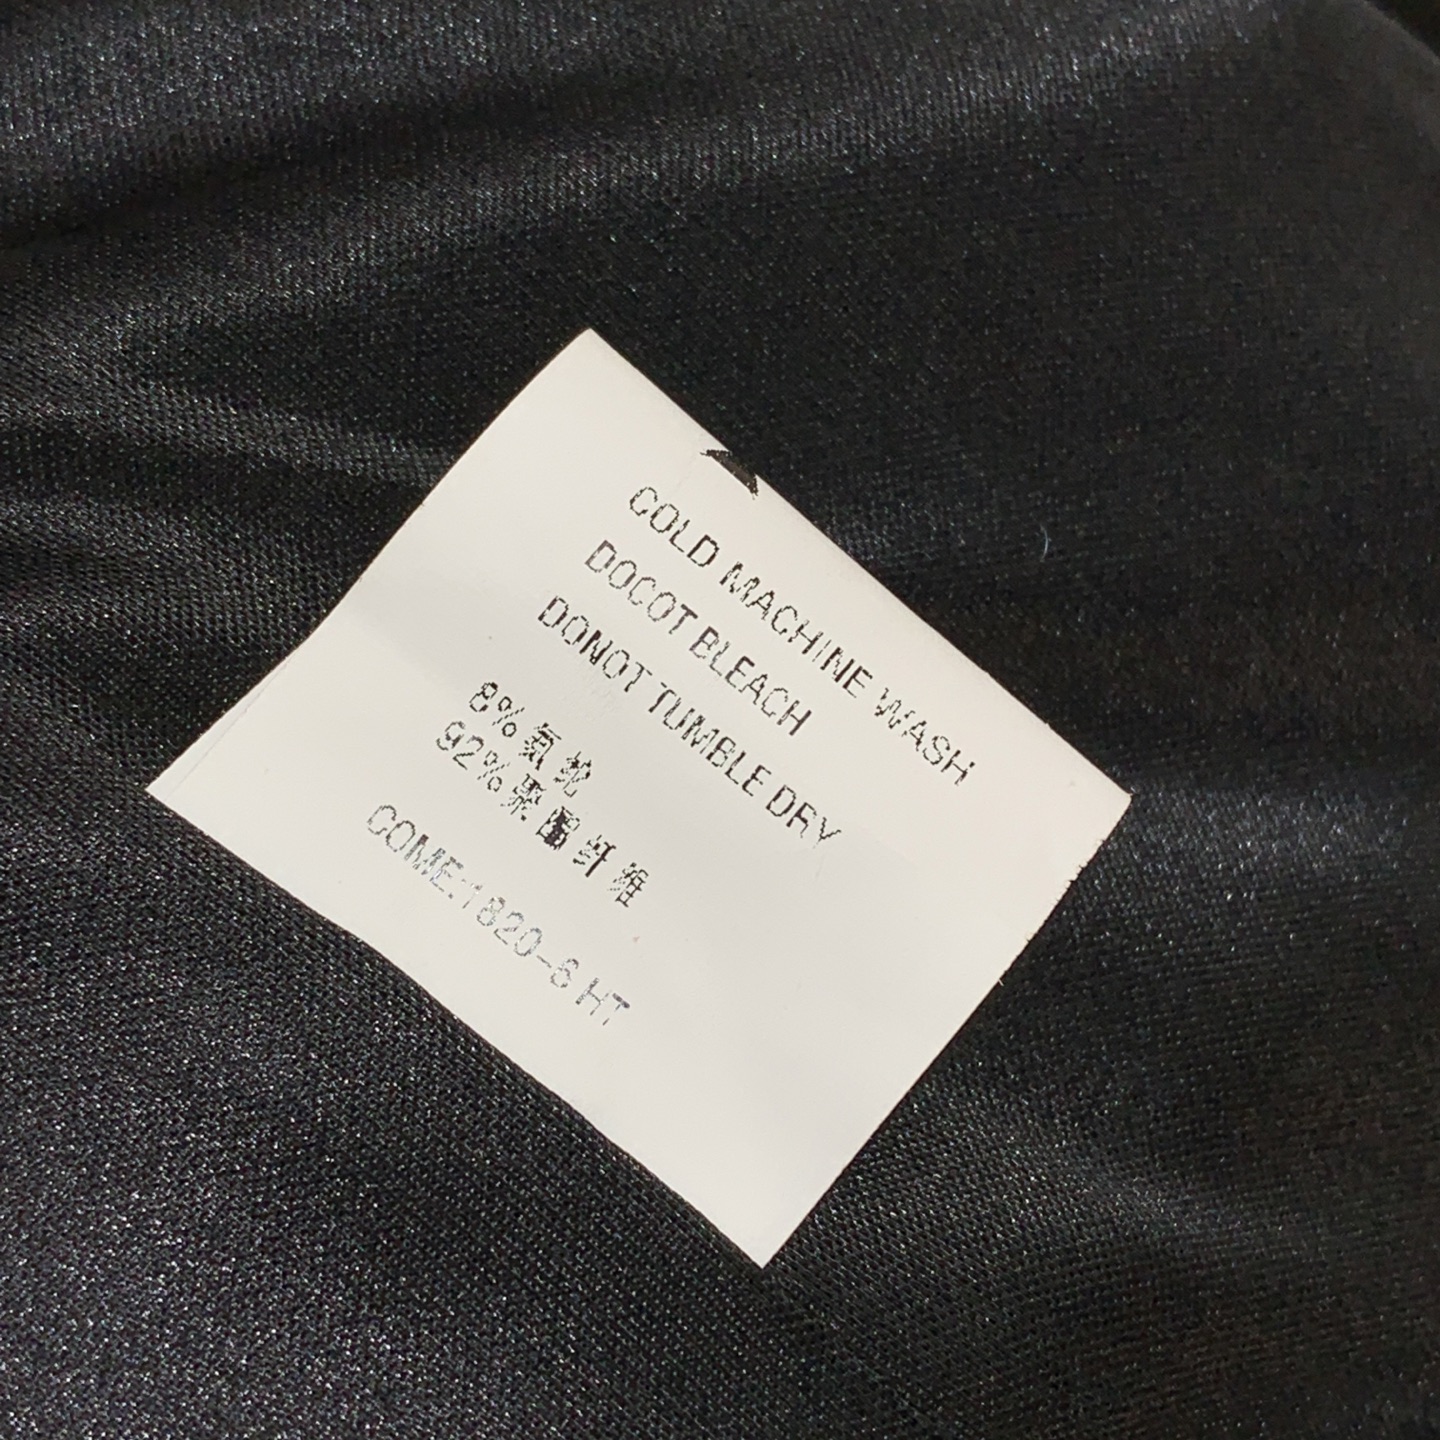 COLD MACHINE WASH
DOCOT BLEACH
DONOT TUMBLE DRY
8%氨纶
92%聚酯纤维
COME:1820-6 HT